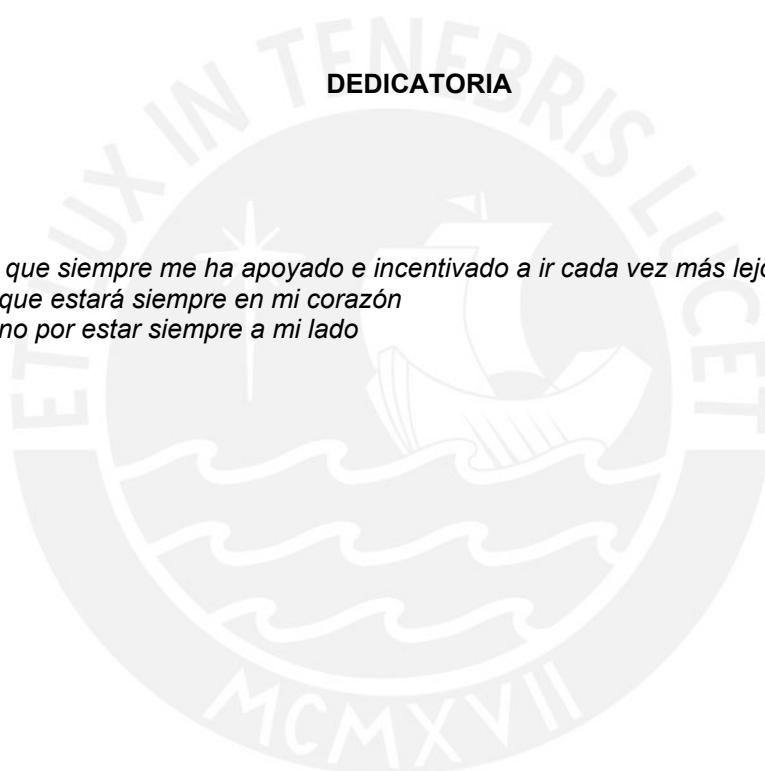 DEDICATORIA
que siempre me ha apoyado e incentivado a ir cada vez más lej
que estará siempre en mi corazón
no por estar siempre a mi lado
ET LUX IN TENEBRIS LUCET
MCMXVII